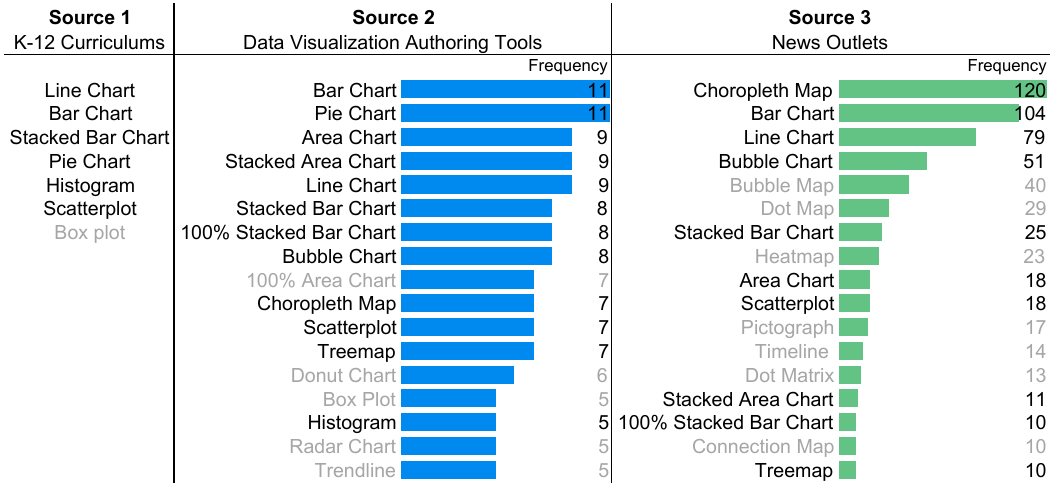 Source 1
K-12 Curriculums
Line Chart
Bar Chart
Stacked Bar Chart
Pie Chart
Histogram
Scatterplot
Box plot
Source 2
Data Visualization Authoring Tools
Frequency
Bar Chart 11
Pie Chart 11
Area Chart 9
Stacked Area Chart 9
Line Chart 9
Stacked Bar Chart 8
100% Stacked Bar Chart 8
Bubble Chart 8
100% Area Chart 7
Choropleth Map 7
Scatterplot 7
Treemap 7
Donut Chart 6
Box Plot 5
Histogram 5
Radar Chart 5
Trendline 5
Source 3
News Outlets
Frequency
Choropleth Map 120
Bar Chart 104
Line Chart 79
Bubble Chart 51
Bubble Map 40
Dot Map 29
Stacked Bar Chart 25
Heatmap 23
Area Chart 18
Scatterplot 18
Pictograph 17
Timeline 14
Dot Matrix 13
Stacked Area Chart 11
100% Stacked Bar Chart 10
Connection Map 10
Treemap 10